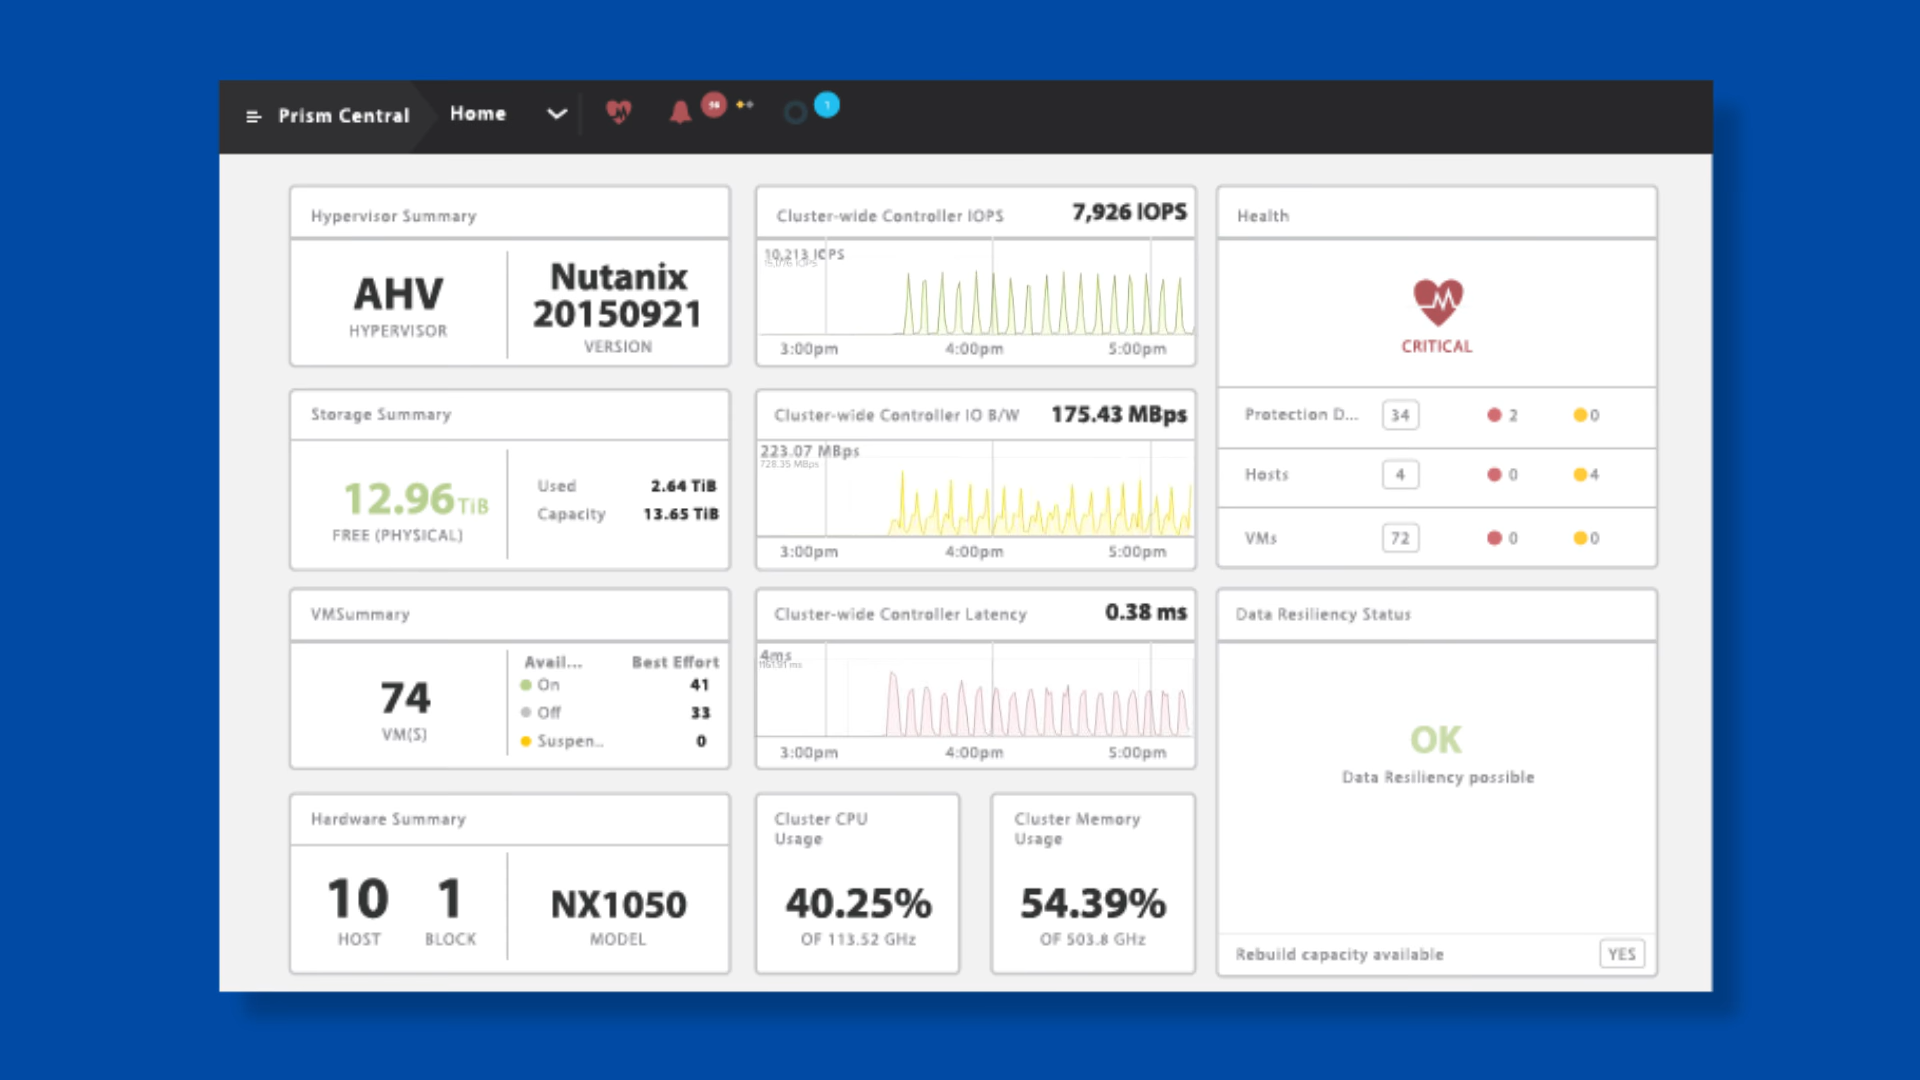 Prism Central
Home
96
1
Hypervisor Summary
AHV
HYPERVISOR
Nutanix
20150921
VERSION
Storage Summary
12.96 TiB
FREE (PHYSICAL)
Used 2.64 TiB
Capacity 13.65 TiB
VMSummary
74
VM(S)
Avail... Best Effort
On 41
Off 33
Suspen.. 0
Hardware Summary
10
HOST
1
BLOCK
NX1050
MODEL
Cluster-wide Controller IOPS 7,926 IOPS
10,213 ICPS
3:00pm 4:00pm 5:00pm
Cluster-wide Controller IO B/W 175.43 MBps
223.07 MBps
728.35 MBps
3:00pm 4:00pm 5:00pm
Cluster-wide Controller Latency 0.38 ms
4ms
3:00pm 4:00pm 5:00pm
Cluster CPU
Usage
40.25%
OF 113.52 GHz
Cluster Memory
Usage
54.39%
OF 503.8 GHz
Health
CRITICAL
Protection D... 34 2 0
Hosts 4 0 4
VMs 72 0 0
Data Resiliency Status
OK
Data Resiliency possible
Rebuild capacity available YES